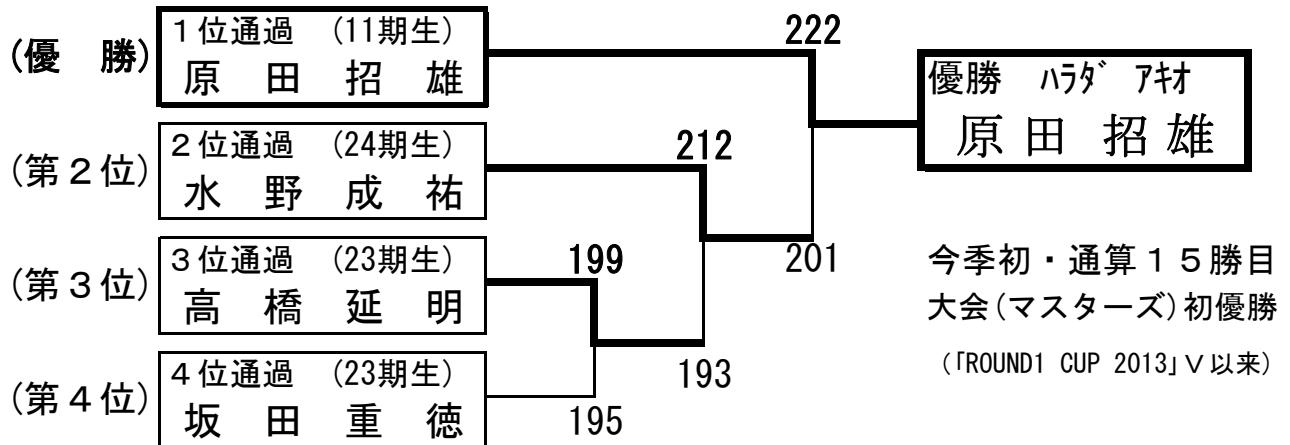 (優　勝)
１位通過　(11期生)
原　田　招　雄
222
優勝　ﾊﾗﾀﾞ ｱｷｵ
原 田　招 雄
(第２位)
２位通過　(24期生)
水　野　成　祐
212
201
(第３位)
３位通過　(23期生)
高　橋　延　明
199
193
(第４位)
４位通過　(23期生)
坂　田　重　徳
195
今季初・通算１５勝目
大会(マスターズ)初優勝
(「ROUND1 CUP 2013」Ｖ以来)